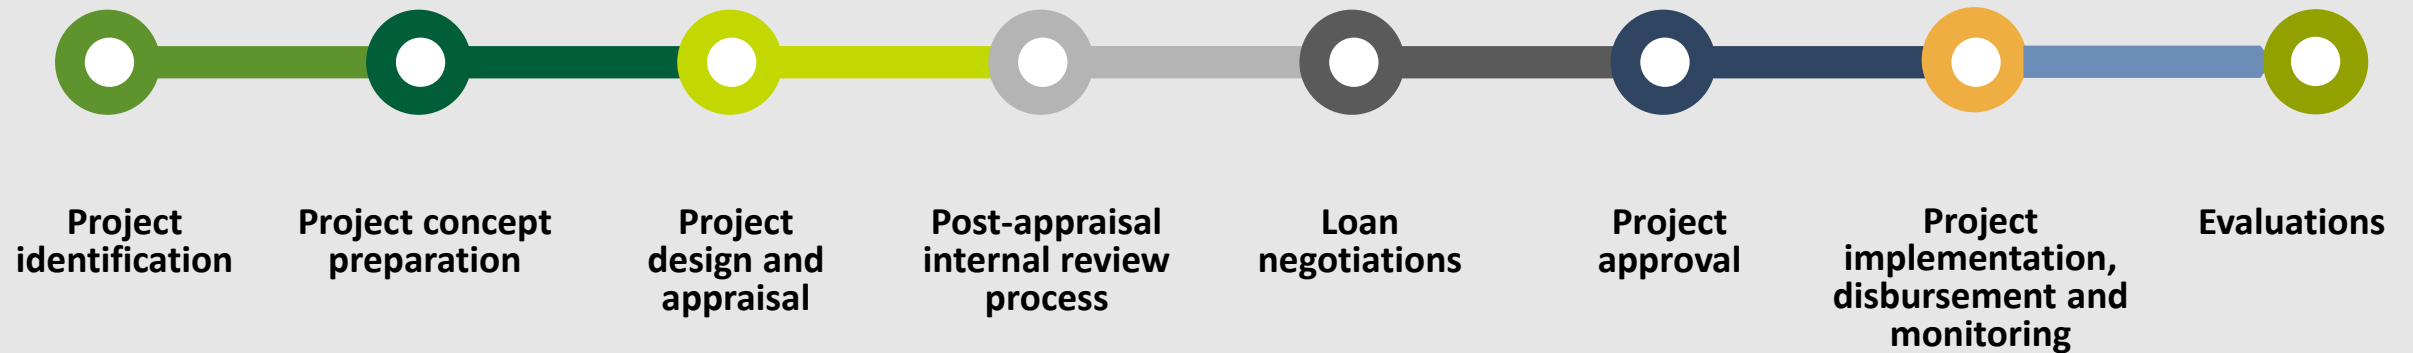 Project
identification
Project concept
preparation
Project
design and
appraisal
Post-appraisal
internal review
process
Loan
negotiations
Project
approval
Project
implementation,
disbursement and
monitoring
Evaluations